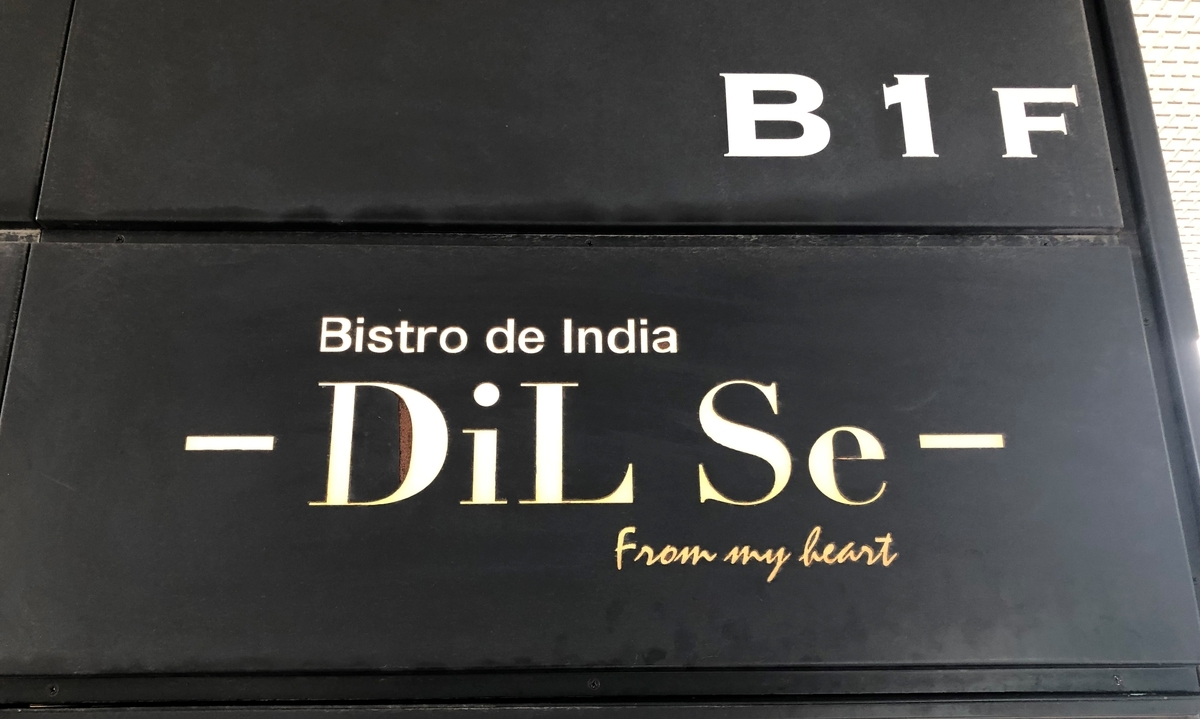 B1F
Bistro de India
- DiL Se -
From my heart